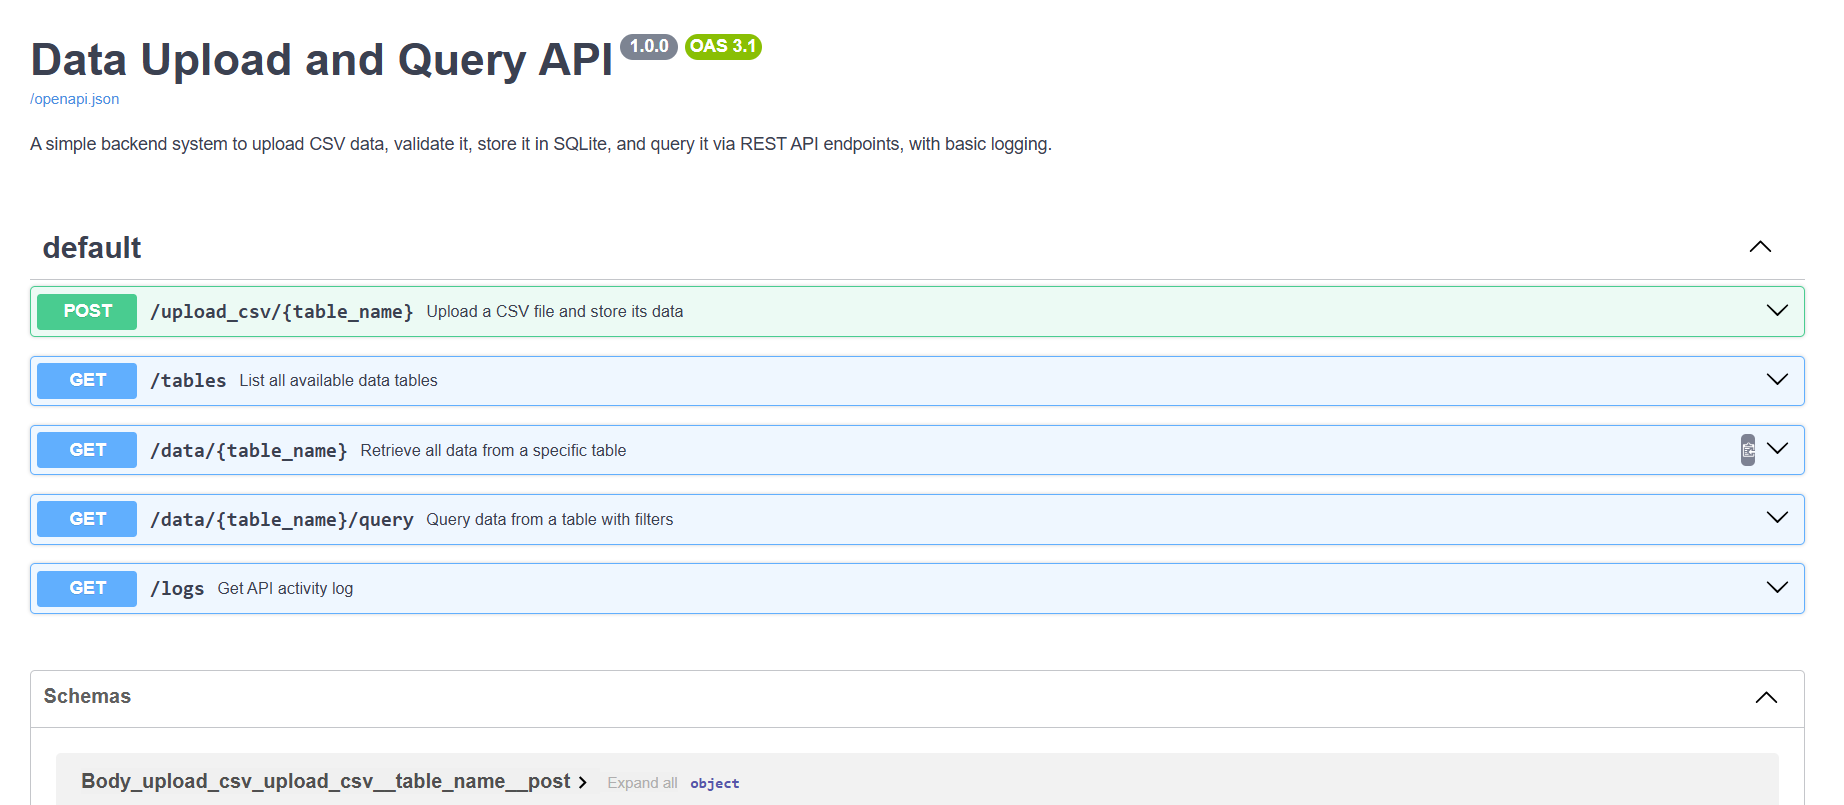 Data Upload and Query API 1.0.0 OAS 3.1
/openapi.json
A simple backend system to upload CSV data, validate it, store it in SQLite, and query it via REST API endpoints, with basic logging.
default
POST /upload_csv/{table_name} Upload a CSV file and store its data
GET /tables List all available data tables
GET /data/{table_name} Retrieve all data from a specific table
GET /data/{table_name}/query Query data from a table with filters
GET /logs Get API activity log
Schemas
Body_upload_csv_upload_csv__table_name__post Expand all object